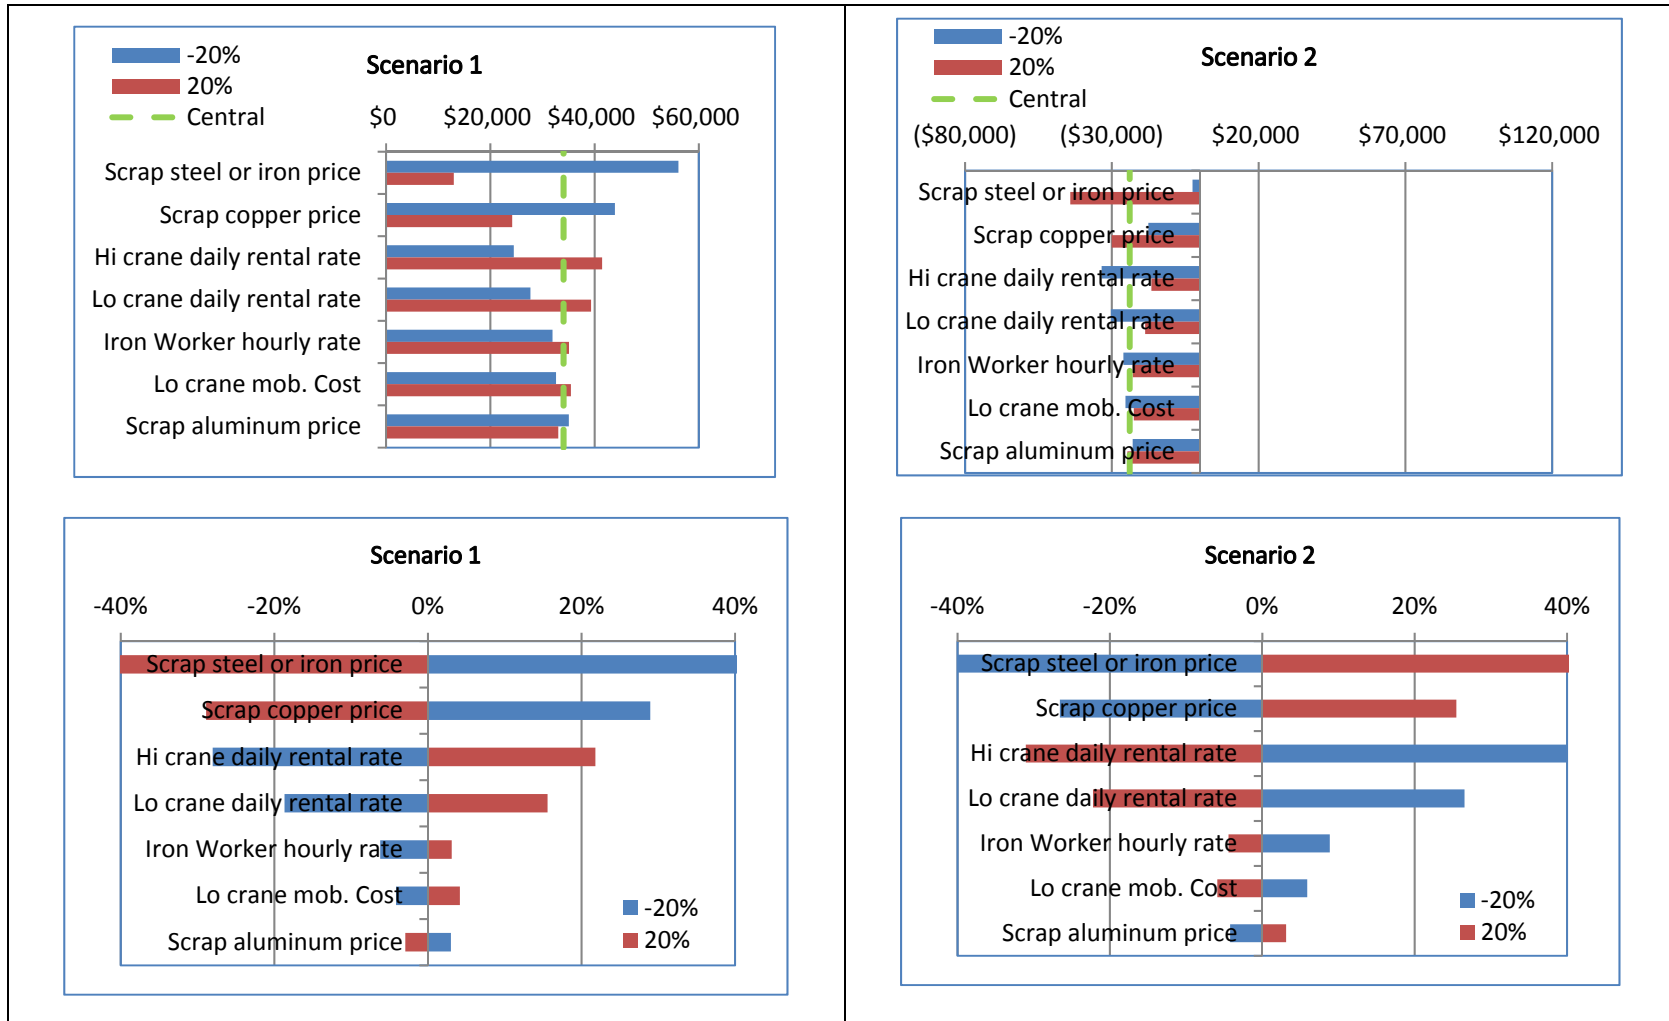 -20%
20%
Central
Scenario 1
$0 $20,000 $40,000 $60,000
Scrap steel or iron price
Scrap copper price
Hi crane daily rental rate
Lo crane daily rental rate
Iron Worker hourly rate
Lo crane mob. Cost
Scrap aluminum price
-20%
20%
Central
Scenario 2
($80,000) ($30,000) $20,000 $70,000 $120,000
Scrap steel or iron price
Scrap copper price
Hi crane daily rental rate
Lo crane daily rental rate
Iron Worker hourly rate
Lo crane mob. Cost
Scrap aluminum price
Scenario 1
-40% -20% 0% 20% 40%
Scrap steel or iron price
Scrap copper price
Hi crane daily rental rate
Lo crane daily rental rate
Iron Worker hourly rate
Lo crane mob. Cost
Scrap aluminum price
-20%
20%
Scenario 2
-40% -20% 0% 20% 40%
Scrap steel or iron price
Scrap copper price
Hi crane daily rental rate
Lo crane daily rental rate
Iron Worker hourly rate
Lo crane mob. Cost
Scrap aluminum price
-20%
20%